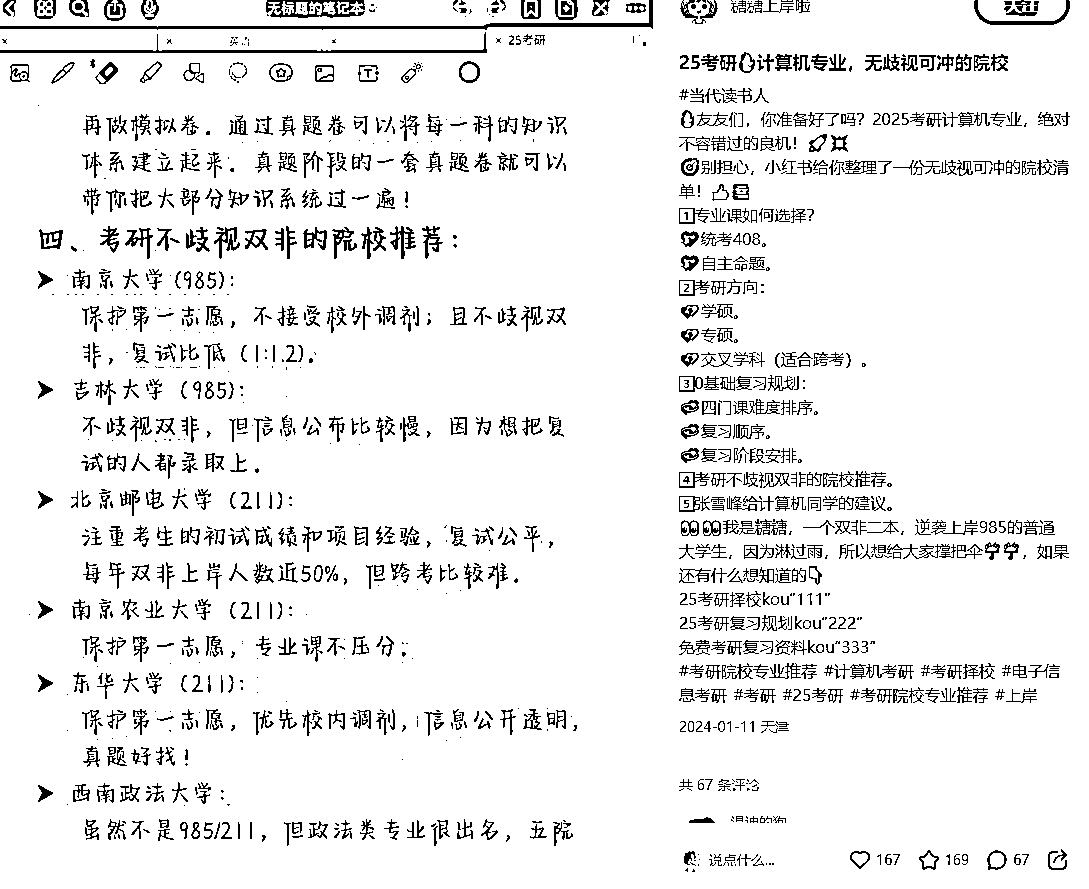 无标题的笔记本
×
× 英语
×
× 25考研
再做模拟卷. 通过真题卷可以将每一科的知识
体系建立起来. 真题阶段的一套真题卷就可以
带你把大部分知识系统过一遍!
四、考研不歧视双非的院校推荐:
➤ 南京大学 (985):
保护第一志愿, 不接受校外调剂; 且不歧视双
非, 复试比低 (1:1.2).
➤ 吉林大学 (985):
不歧视双非, 但信息公布比较慢, 因为想把复
试的人都录取上.
➤ 北京邮电大学 (211):
注重考生的初试成绩和项目经验, 复试公平,
每年双非上岸人数近50%, 但跨考比较难.
➤ 南京农业大学 (211):
保护第一志愿, 专业课不压分;
➤ 东华大学 (211):
保护第一志愿, 优先校内调剂, 信息公开透明,
真题好找!
➤ 西南政法大学:
虽然不是985/211, 但政法类专业很出名, 五院
糖糖上岸啦
关注
25考研🥚计算机专业，无歧视可冲的院校
#当代读书人
友友们，你准备好了吗？2025考研计算机专业，绝对
不容错过的良机！
别担心，小红书给你整理了一份无歧视可冲的院校清
单！
1专业课如何选择？
统考408。
自主命题。
2考研方向：
学硕。
专硕。
交叉学科（适合跨考）。
30基础复习规划：
四门课难度排序。
复习顺序。
复习阶段安排。
4考研不歧视双非的院校推荐。
5张雪峰给计算机同学的建议。
我是糖糖，一个双非二本，逆袭上岸985的普通
大学生，因为淋过雨，所以想给大家撑把伞，如果
还有什么想知道的
25考研择校kou“111”
25考研复习规划kou“222”
免费考研复习资料kou“333”
#考研院校专业推荐 #计算机考研 #考研择校 #电子信
息考研 #考研 #25考研 #考研院校专业推荐 #上岸
2024-01-11 天津
共 67 条评论
说点什么...
167
169
67